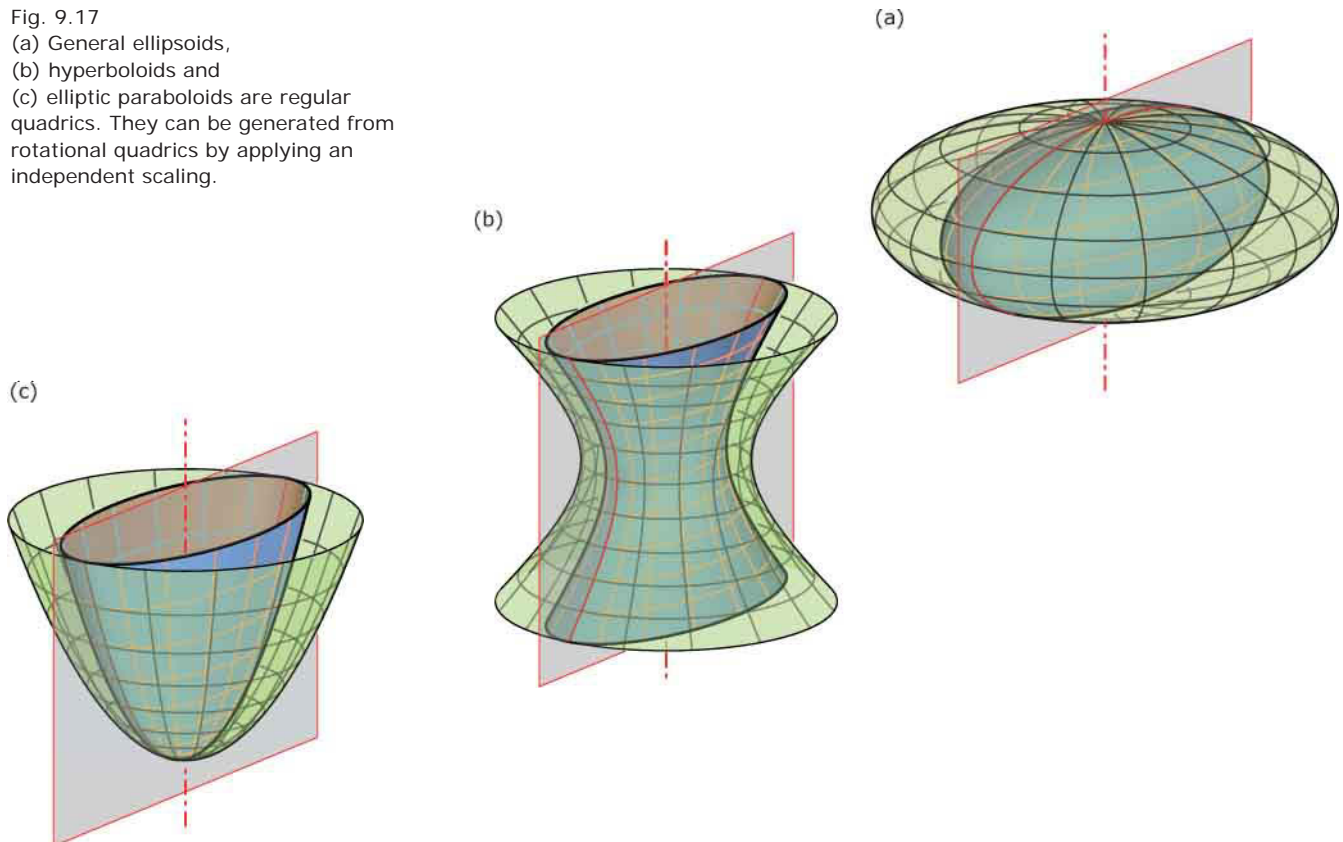 Fig. 9.17
(a) General ellipsoids,
(b) hyperboloids and
(c) elliptic paraboloids are regular
quadrics. They can be generated from
rotational quadrics by applying an
independent scaling.
(a)
(b)
(c)